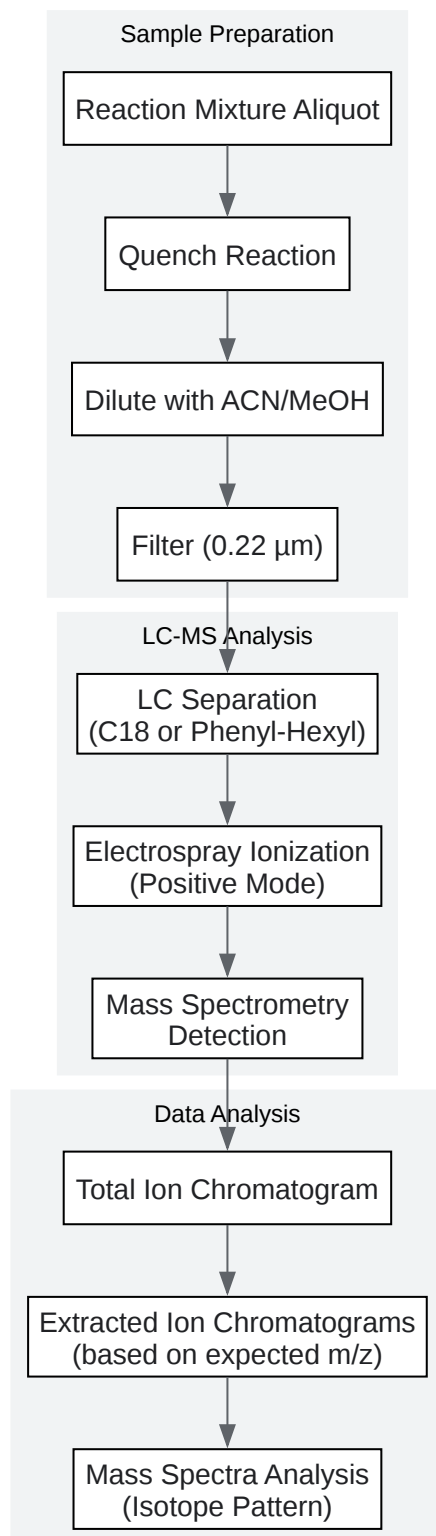 Sample Preparation
Reaction Mixture Aliquot
Quench Reaction
Dilute with ACN/MeOH
Filter (0.22 µm)
LC-MS Analysis
LC Separation
(C18 or Phenyl-Hexyl)
Electrospray Ionization
(Positive Mode)
Mass Spectrometry
Detection
Data Analysis
Total Ion Chromatogram
Extracted Ion Chromatograms
(based on expected m/z)
Mass Spectra Analysis
(Isotope Pattern)